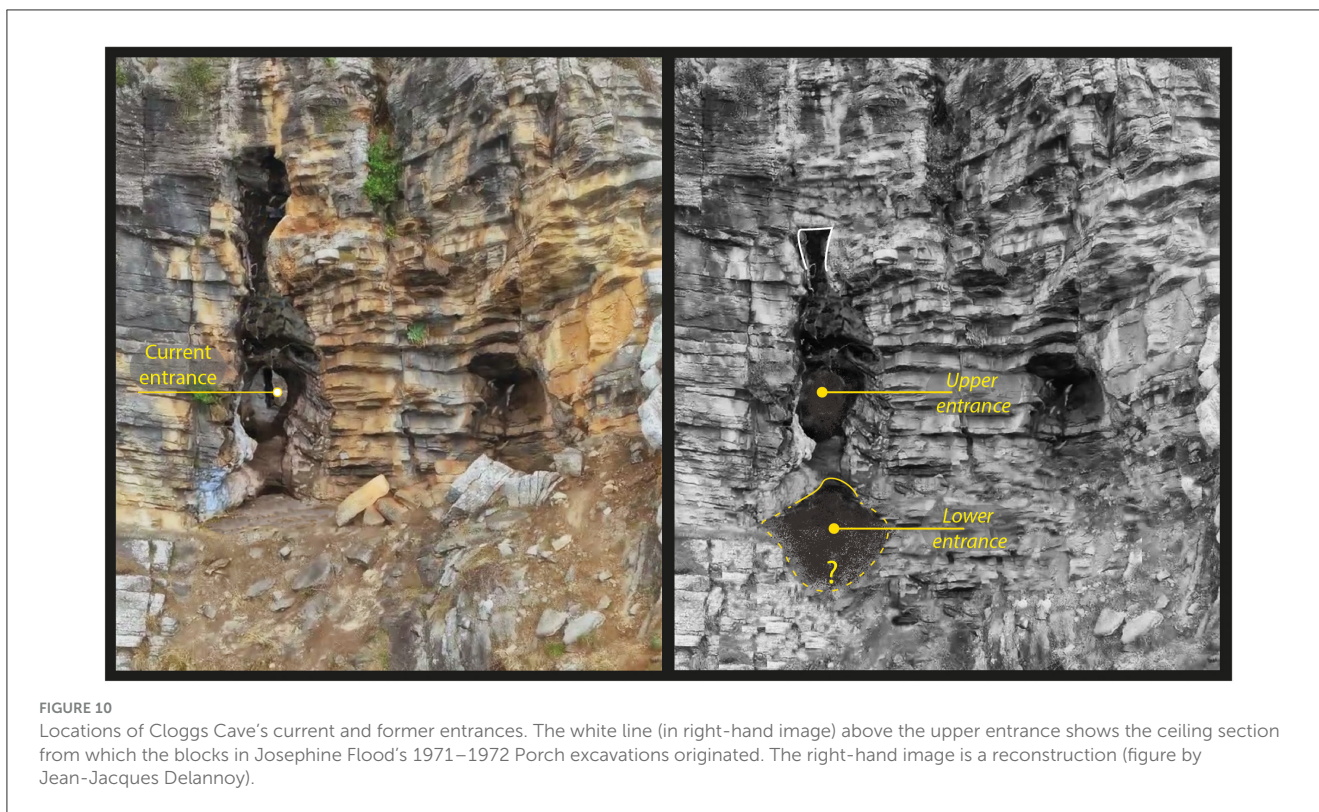 Current
entrance
Upper
entrance
Lower
entrance
?
FIGURE 10
Locations of Cloggs Cave’s current and former entrances. The white line (in right-hand image) above the upper entrance shows the ceiling section
from which the blocks in Josephine Flood’s 1971–1972 Porch excavations originated. The right-hand image is a reconstruction (figure by
Jean-Jacques Delannoy).